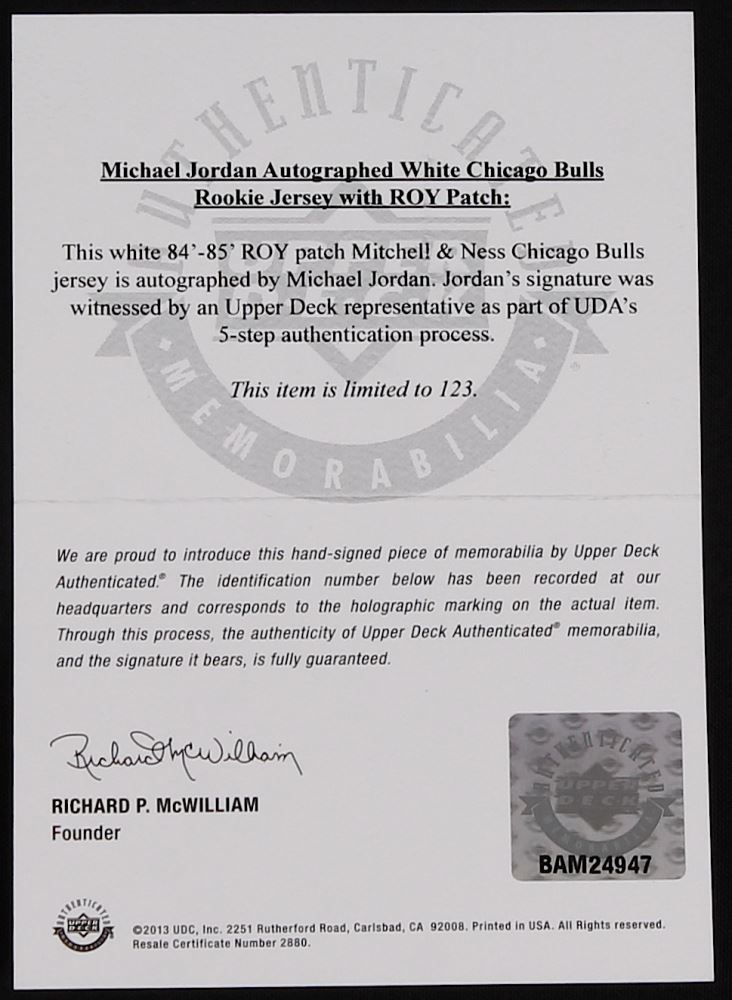 AUTHENTICATED
Michael Jordan Autographed White Chicago Bulls
Rookie Jersey with ROY Patch:
This white 84’-85’ ROY patch Mitchell & Ness Chicago Bulls
jersey is autographed by Michael Jordan. Jordan’s signature was
witnessed by an Upper Deck representative as part of UDA’s
5-step authentication process.
This item is limited to 123.
MEMORABILIA
We are proud to introduce this hand-signed piece of memorabilia by Upper Deck
Authenticated.® The identification number below has been recorded at our
headquarters and corresponds to the holographic marking on the actual item.
Through this process, the authenticity of Upper Deck Authenticated® memorabilia,
and the signature it bears, is fully guaranteed.
Richard McWilliam
RICHARD P. McWILLIAM
Founder
AUTHENTICATED
UPPER
DECK
MEMORABILIA
BAM24947
AUTHENTICATED
UPPER
DECK
©2013 UDC, Inc. 2251 Rutherford Road, Carlsbad, CA 92008. Printed in USA. All Rights reserved.
Resale Certificate Number 2880.